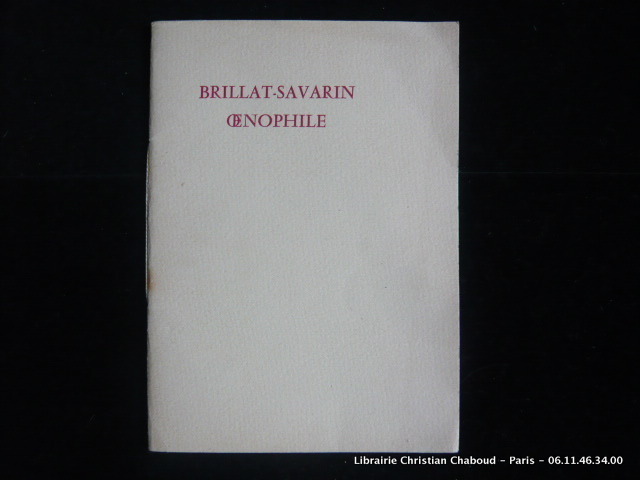 BRILLAT-SAVARIN
ŒNOPHILE
Librairie Christian Chaboud - Paris - 06.11.46.34.00